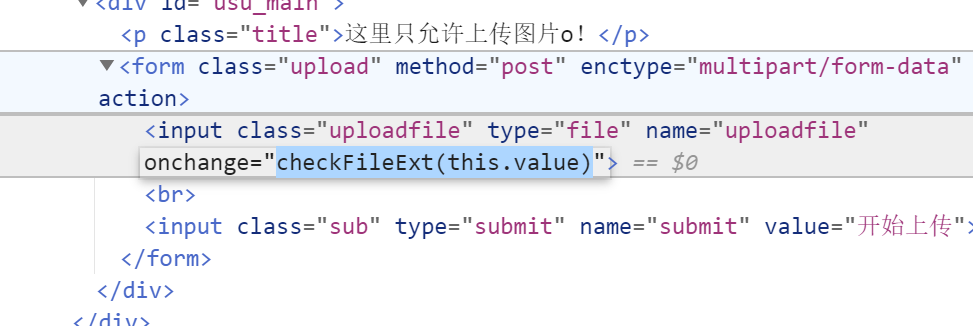 <div id="usu_main">
<p class="title">这里只允许上传图片o！</p>
▼<form class="upload" method="post" enctype="multipart/form-data"
action>
<input class="uploadfile" type="file" name="uploadfile"
onchange="checkFileExt(this.value)"> == $0
<br>
<input class="sub" type="submit" name="submit" value="开始上传">
</form>
</div>
</div>